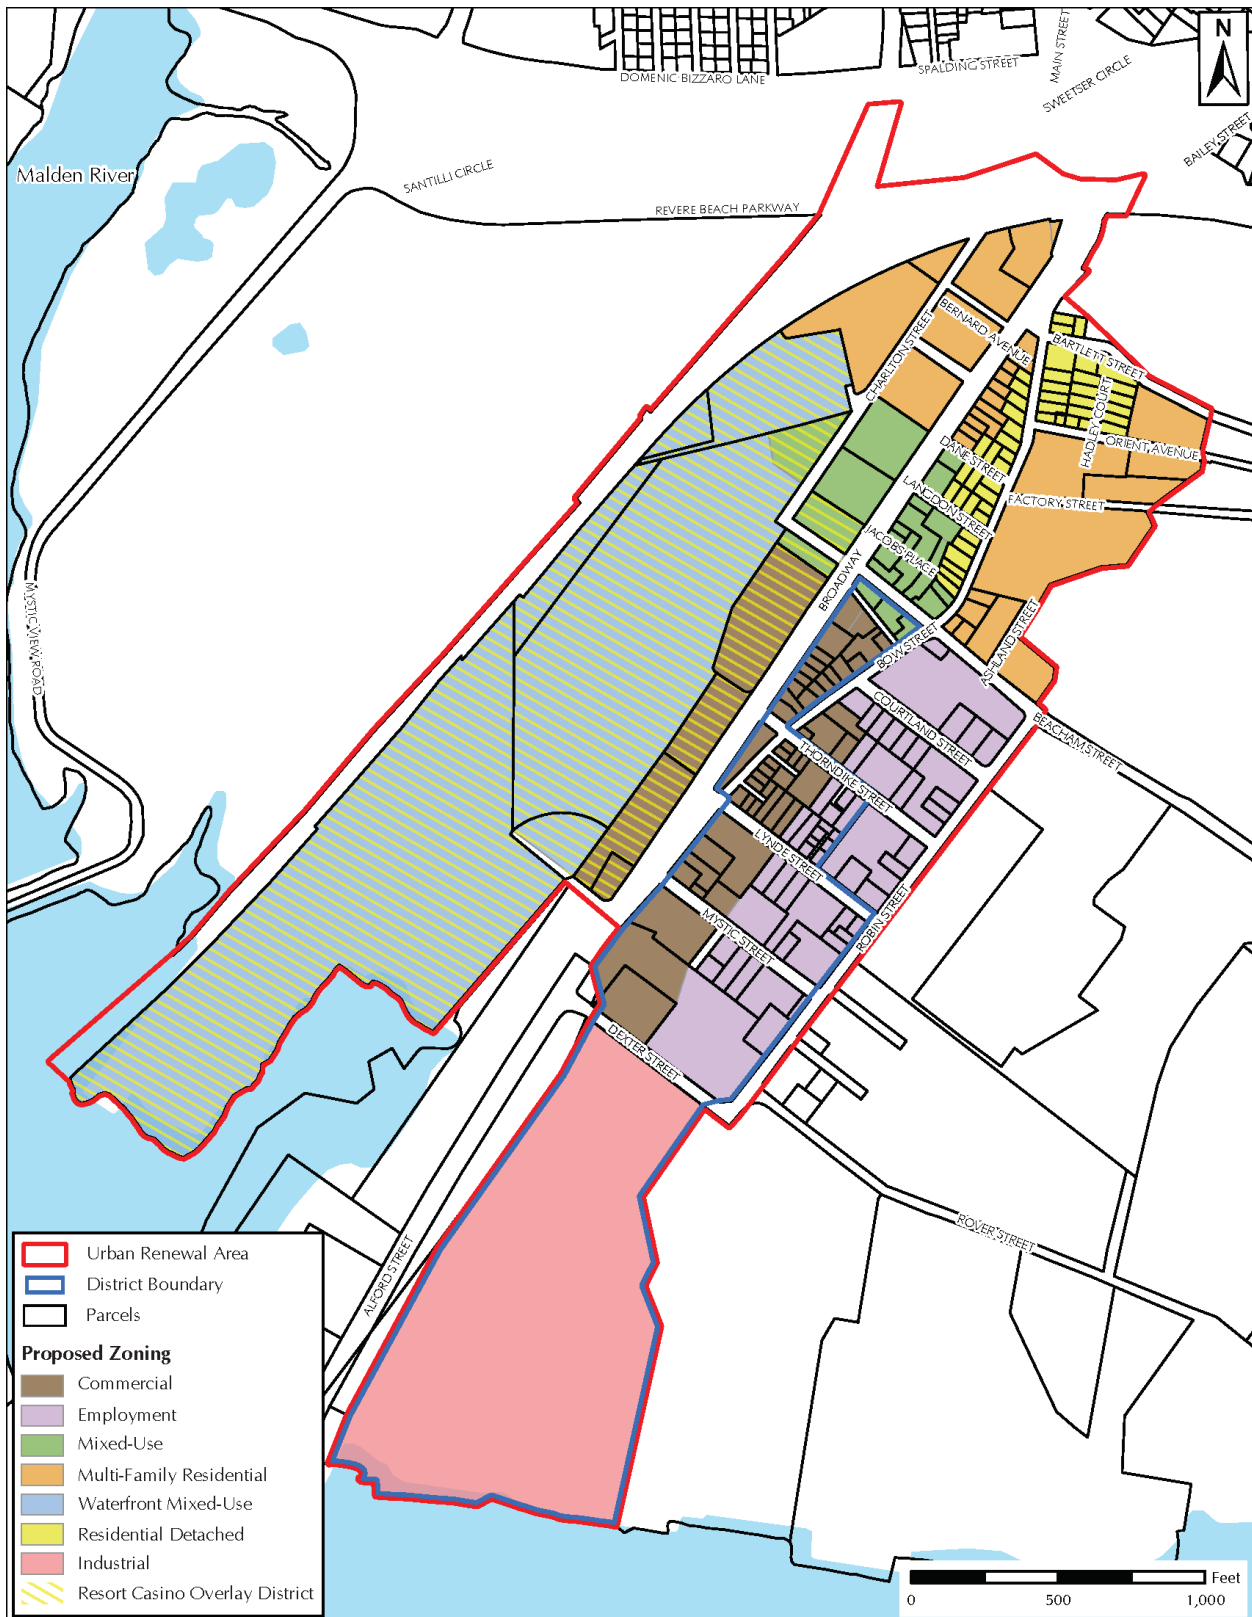 N
DOMENIC BIZZARO LANE
SPALDING STREET
MAIN STREET
SWEETSER CIRCLE
BAILEY STREET
Malden River
SANTILLI CIRCLE
REVERE BEACH PARKWAY
BERNARD AVENUE
CHARLTON STREET
BARTLETT STREET
HADLEY COURT
ORIENT AVENUE
DANE STREET
LANGDON STREET
FACTORY STREET
JACOBS PLACE
BROADWAY
BOW STREET
ASHLAND STREET
MYSTIC VIEW ROAD
COURTLAND STREET
BEACHAM STREET
THORNDIKE STREET
LYNDE STREET
ROBIN STREET
MYSTIC STREET
DEXTER STREET
ROVER STREET
ALFORD STREET
Urban Renewal Area
District Boundary
Parcels
Proposed Zoning
Commercial
Employment
Mixed-Use
Multi-Family Residential
Waterfront Mixed-Use
Residential Detached
Industrial
Resort Casino Overlay District
Feet
0 500 1,000